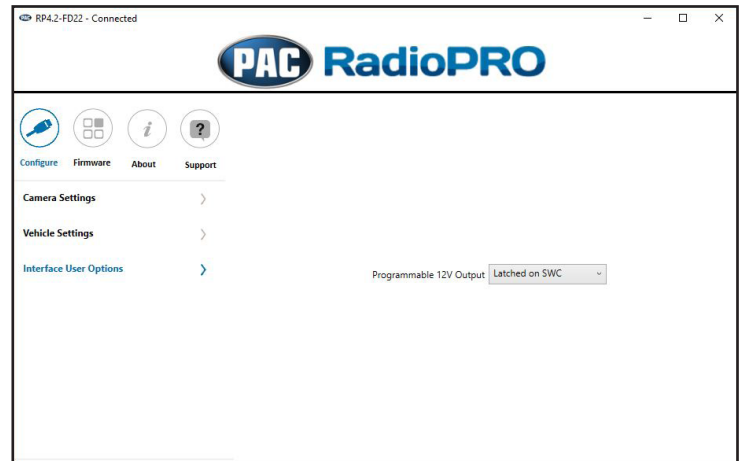 RP4.2-FD22 - Connected
PAC RadioPRO
Configure Firmware About Support
Camera Settings
Vehicle Settings
Interface User Options
Programmable 12V Output Latched on SWC